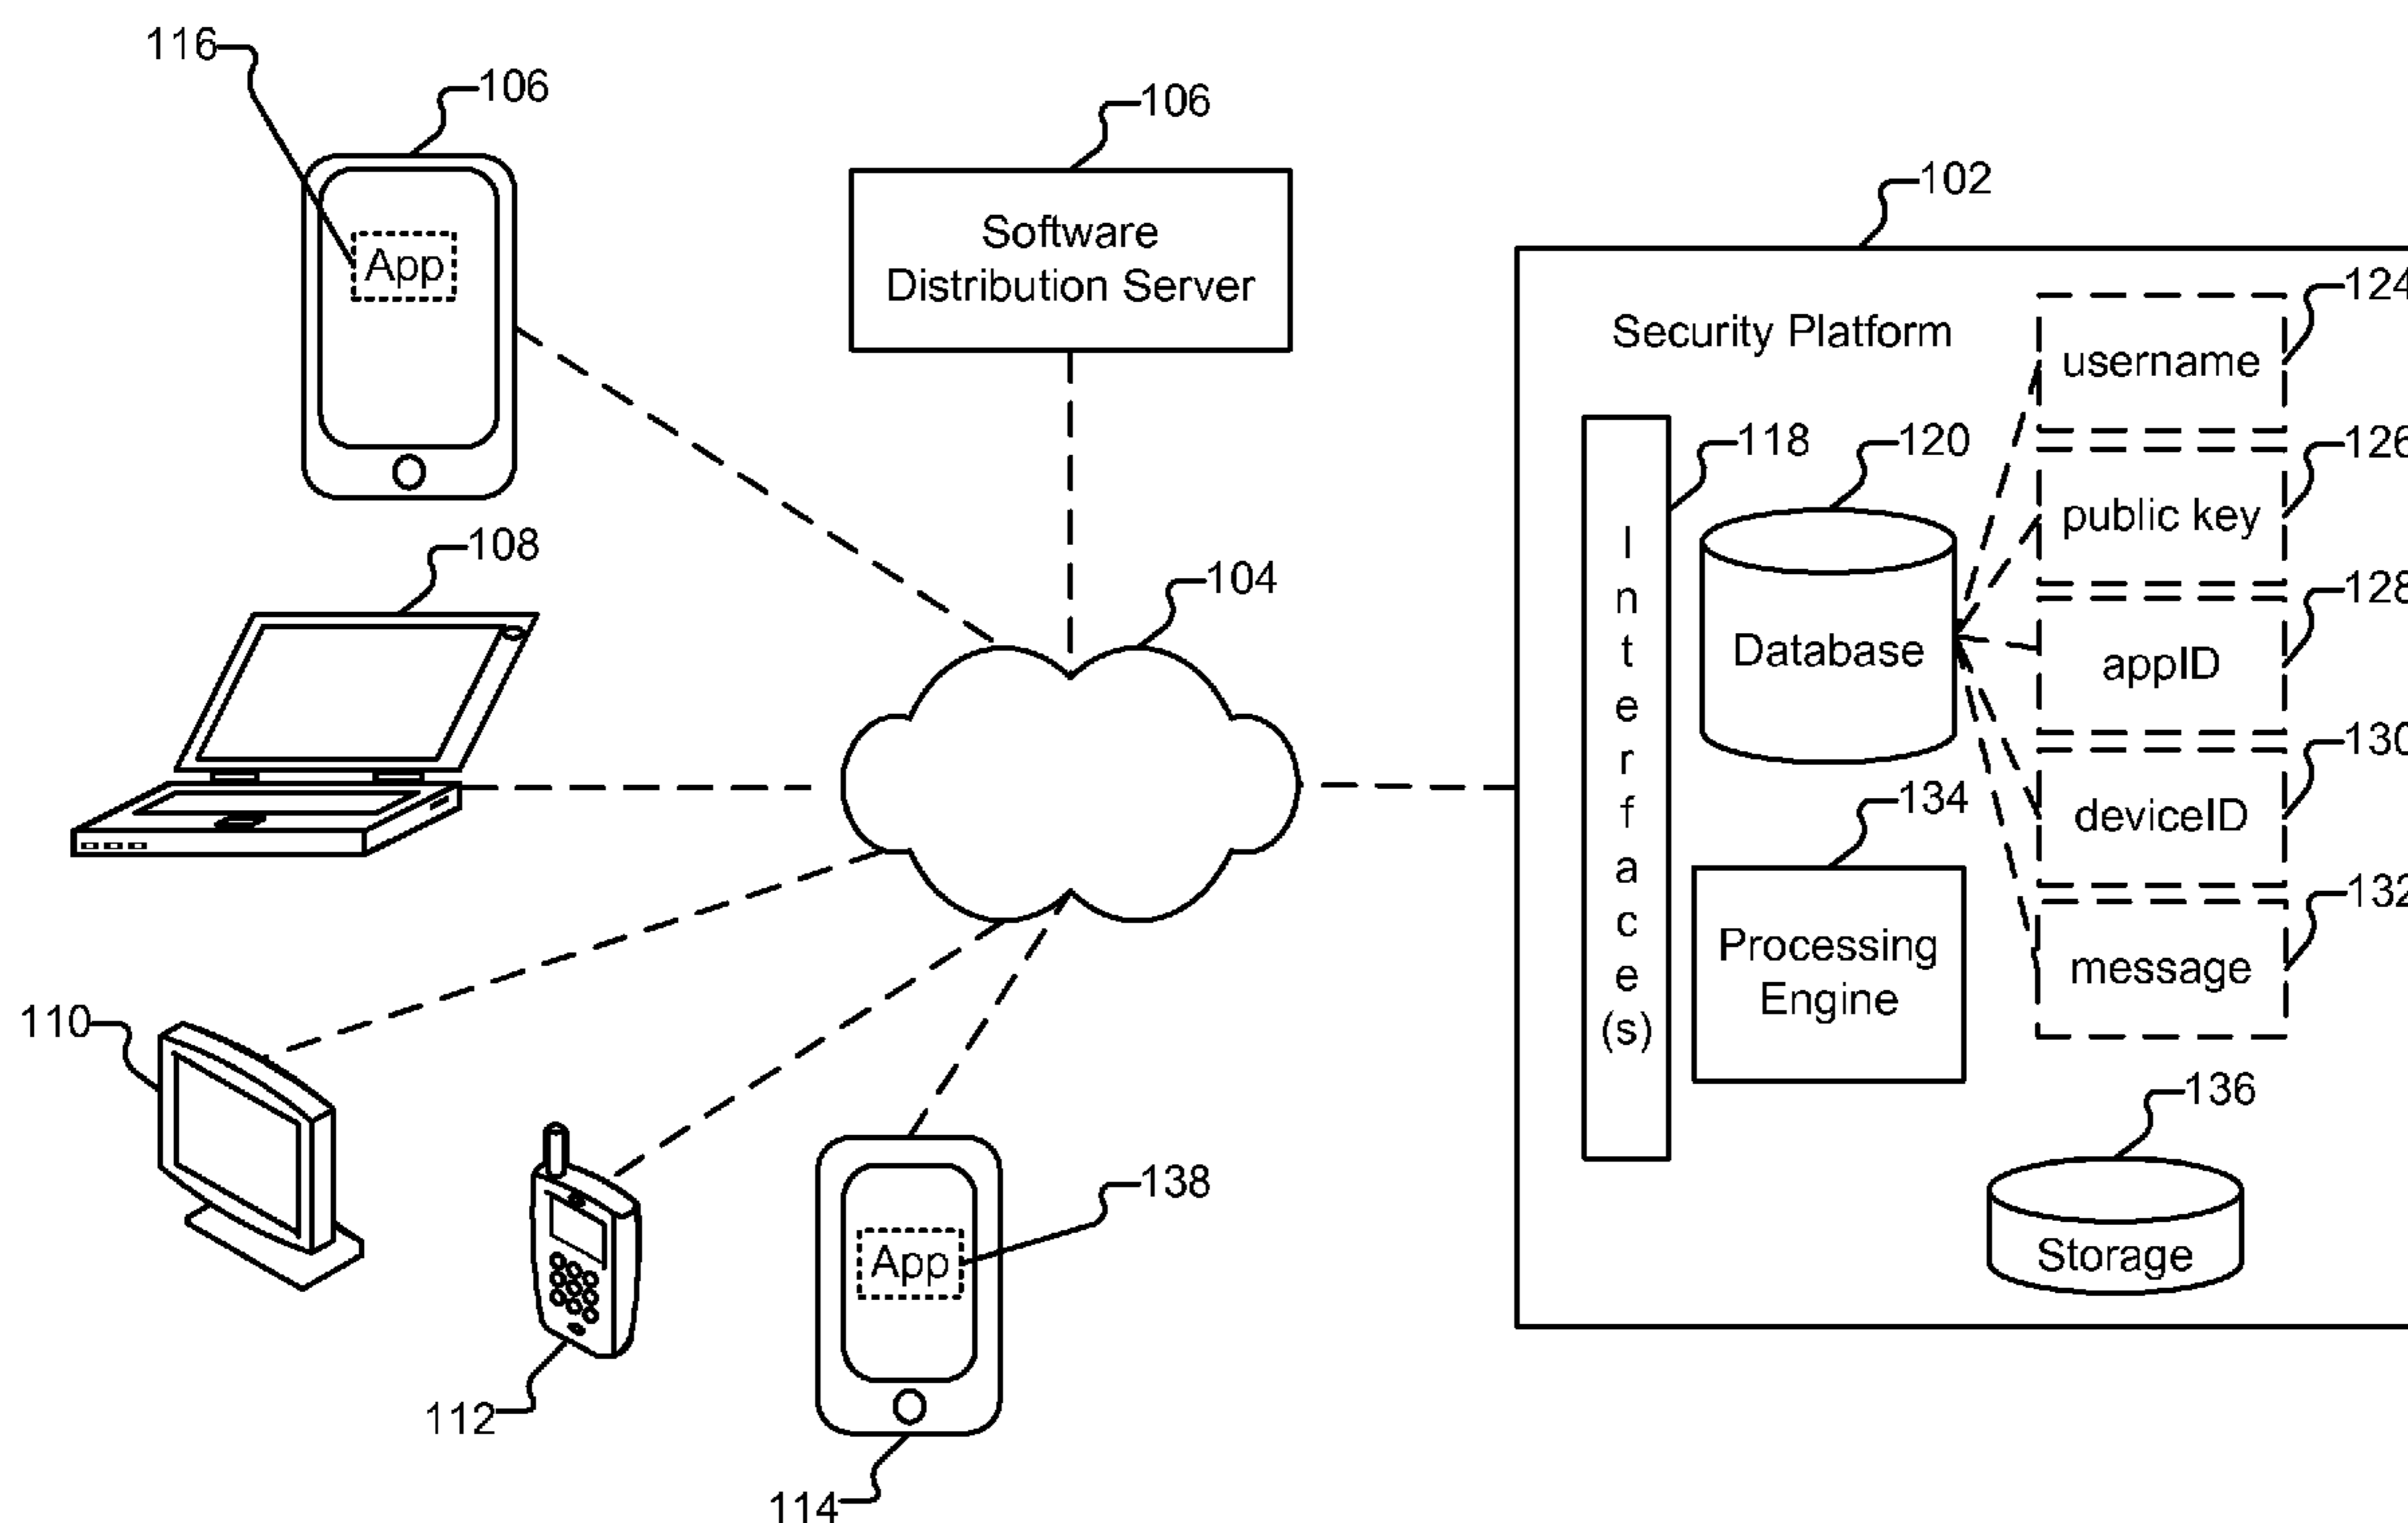 116
106
App
106
Software
Distribution Server
108
104
110
112
App
138
114
102
Security Platform
118
Interface(s)
120
Database
134
Processing
Engine
username
124
public key
126
appID
128
deviceID
130
message
132
136
Storage